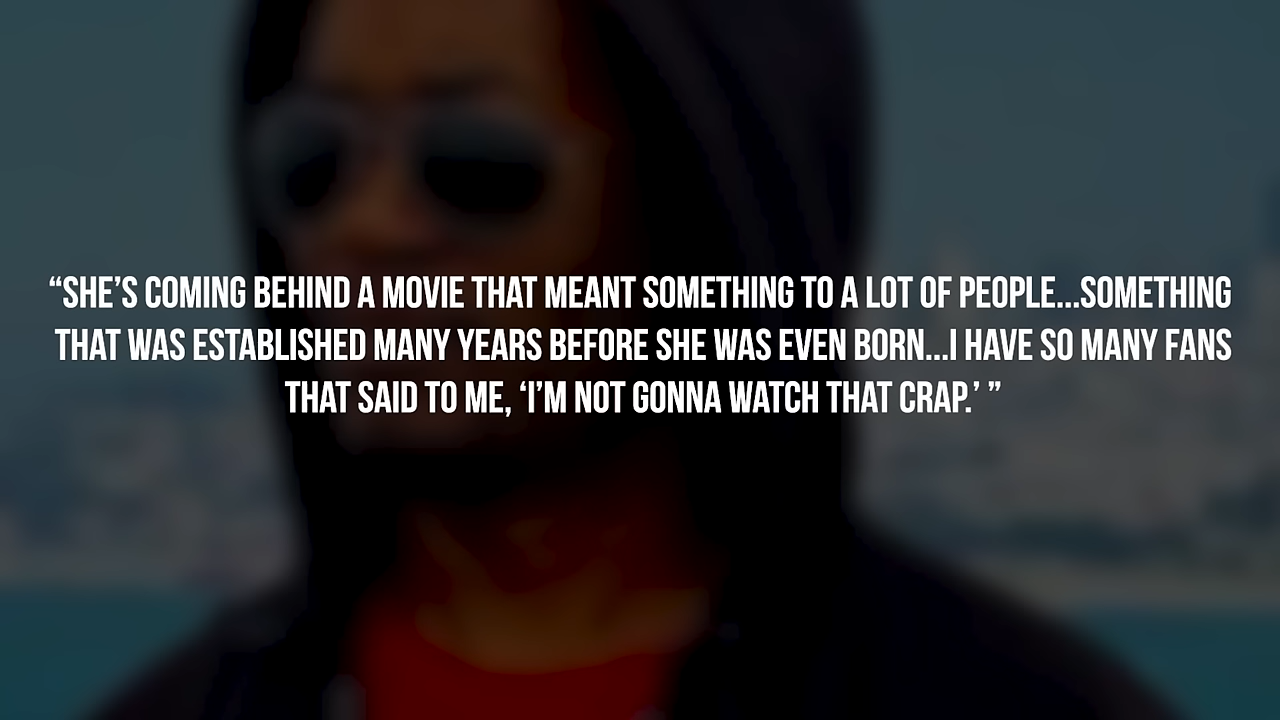 “SHE’S COMING BEHIND A MOVIE THAT MEANT SOMETHING TO A LOT OF PEOPLE...SOMETHING
THAT WAS ESTABLISHED MANY YEARS BEFORE SHE WAS EVEN BORN...I HAVE SO MANY FANS
THAT SAID TO ME, ‘I’M NOT GONNA WATCH THAT CRAP.’ ”